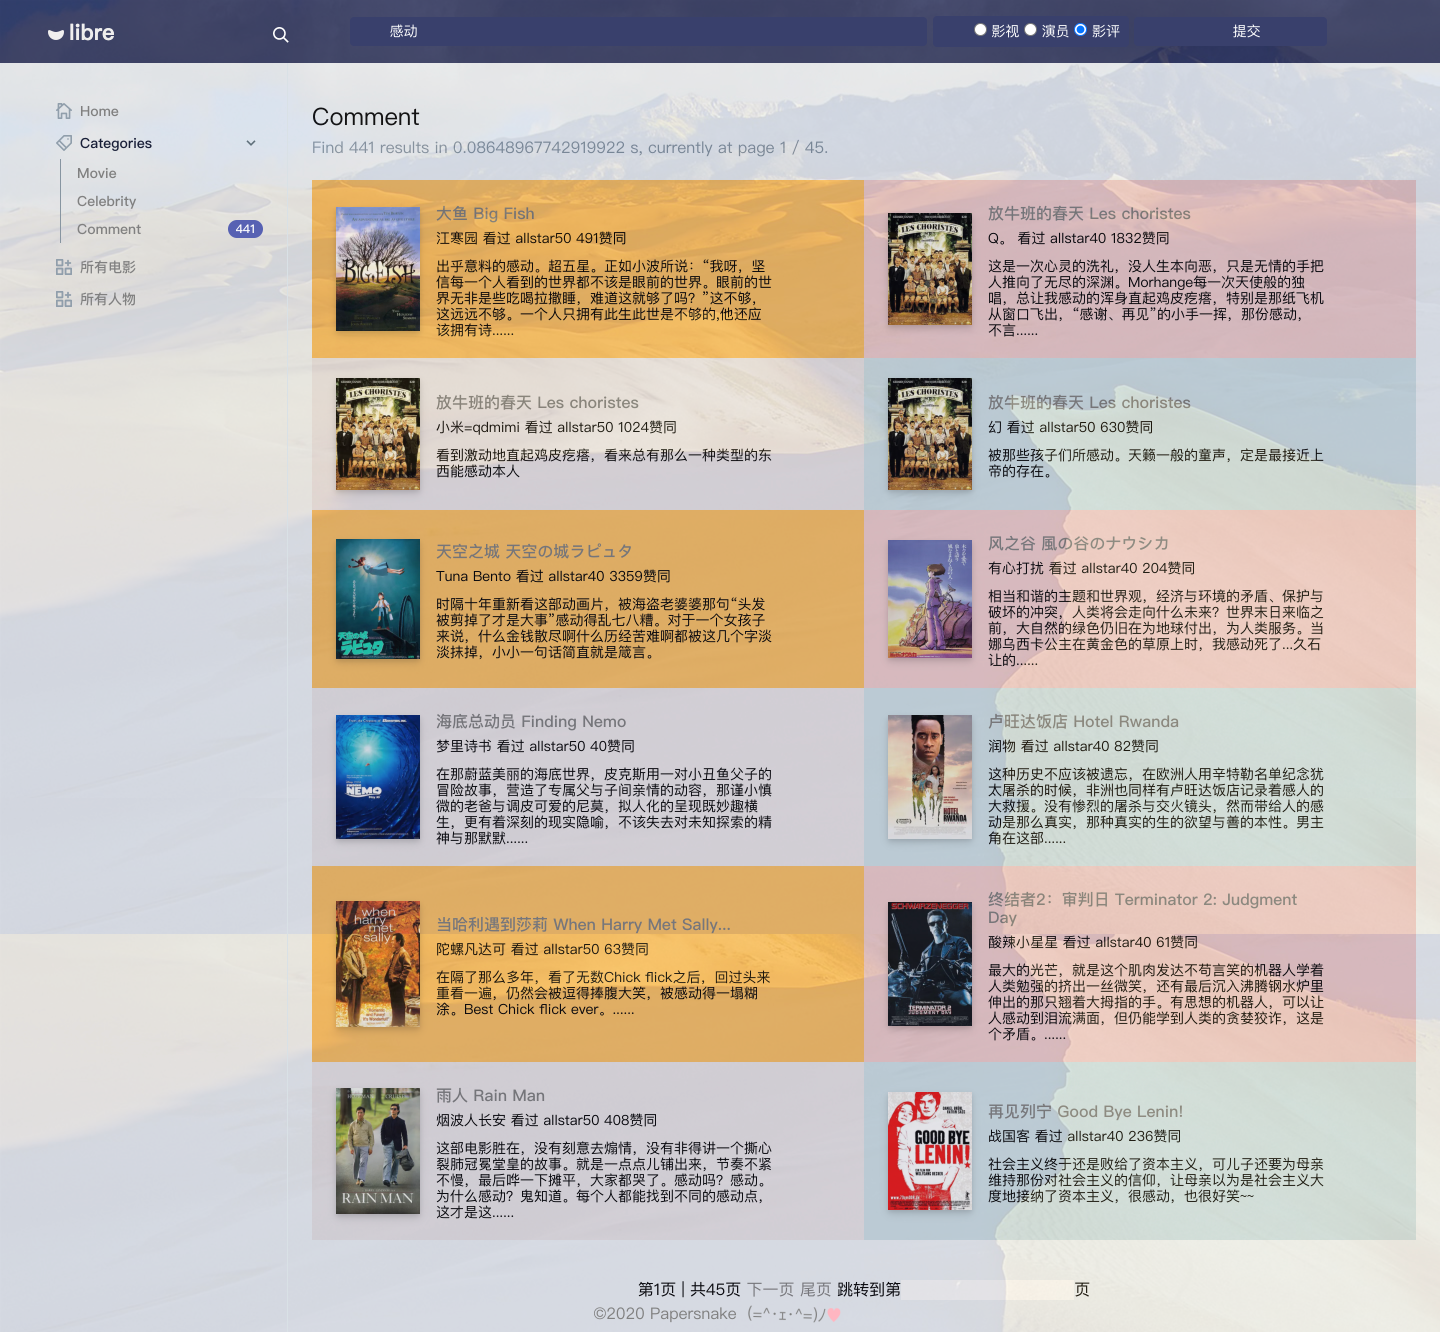 libre
感动
影视 演员 影评
提交
Home
Categories
Movie
Celebrity
Comment 441
所有电影
所有人物
Comment
Find 441 results in 0.08648967742919922 s, currently at page 1 / 45.
BIG FISH
大鱼 Big Fish
江寒园 看过 allstar50 491赞同
出乎意料的感动。超五星。正如小波所说：“我呀，坚
信每一个人看到的世界都不该是眼前的世界。眼前的世
界无非是些吃喝拉撒睡，难道这就够了吗？”这不够，
这远远不够。一个人只拥有此生此世是不够的,他还应
该拥有诗......
LES CHORISTES
放牛班的春天 Les choristes
Q。 看过 allstar40 1832赞同
这是一次心灵的洗礼，没人生本向恶，只是无情的手把
人推向了无尽的深渊。Morhange每一次天使般的独
唱，总让我感动的浑身直起鸡皮疙瘩，特别是那纸飞机
从窗口飞出，“感谢、再见”的小手一挥，那份感动，
不言......
LES CHORISTES
放牛班的春天 Les choristes
小米=qdmimi 看过 allstar50 1024赞同
看到激动地直起鸡皮疙瘩，看来总有那么一种类型的东
西能感动本人
LES CHORISTES
放牛班的春天 Les choristes
幻 看过 allstar50 630赞同
被那些孩子们所感动。天籁一般的童声，定是最接近上
帝的存在。
天空の城
ラピュタ
天空之城 天空の城ラピュタ
Tuna Bento 看过 allstar40 3359赞同
时隔十年重新看这部动画片，被海盗老婆婆那句“头发
被剪掉了才是大事”感动得乱七八糟。对于一个女孩子
来说，什么金钱散尽啊什么历经苦难啊都被这几个字淡
淡抹掉，小小一句话简直就是箴言。
风之谷 風の谷のナウシカ
有心打扰 看过 allstar40 204赞同
相当和谐的主题和世界观，经济与环境的矛盾、保护与
破坏的冲突，人类将会走向什么未来？世界末日来临之
前，大自然的绿色仍旧在为地球付出，为人类服务。当
娜乌西卡公主在黄金色的草原上时，我感动死了...久石
让的......
NEMO
海底总动员 Finding Nemo
梦里诗书 看过 allstar50 40赞同
在那蔚蓝美丽的海底世界，皮克斯用一对小丑鱼父子的
冒险故事，营造了专属父与子间亲情的动容，那谨小慎
微的老爸与调皮可爱的尼莫，拟人化的呈现既妙趣横
生，更有着深刻的现实隐喻，不该失去对未知探索的精
神与那默默......
HOTEL
RWANDA
卢旺达饭店 Hotel Rwanda
润物 看过 allstar40 82赞同
这种历史不应该被遗忘，在欧洲人用辛特勒名单纪念犹
太屠杀的时候，非洲也同样有卢旺达饭店记录着感人的
大救援。没有惨烈的屠杀与交火镜头，然而带给人的感
动是那么真实，那种真实的生的欲望与善的本性。男主
角在这部......
when
harry
met
sally
当哈利遇到莎莉 When Harry Met Sally...
陀螺凡达可 看过 allstar50 63赞同
在隔了那么多年，看了无数Chick flick之后，回过头来
重看一遍，仍然会被逗得捧腹大笑，被感动得一塌糊
涂。Best Chick flick ever。......
SCHWARZENEGGER
TERMINATOR 2
JUDGMENT DAY
终结者2：审判日 Terminator 2: Judgment
Day
酸辣小星星 看过 allstar40 61赞同
最大的光芒，就是这个肌肉发达不苟言笑的机器人学着
人类勉强的挤出一丝微笑，还有最后沉入沸腾钢水炉里
伸出的那只翘着大拇指的手。有思想的机器人，可以让
人感动到泪流满面，但仍能学到人类的贪婪狡诈，这是
个矛盾。......
RAIN MAN
雨人 Rain Man
烟波人长安 看过 allstar50 408赞同
这部电影胜在，没有刻意去煽情，没有非得讲一个撕心
裂肺冠冕堂皇的故事。就是一点点儿铺出来，节奏不紧
不慢，最后哗一下摊平，大家都哭了。感动吗？感动。
为什么感动？鬼知道。每个人都能找到不同的感动点，
这才是这......
GOOD BYE
LENIN!
再见列宁 Good Bye Lenin!
战国客 看过 allstar40 236赞同
社会主义终于还是败给了资本主义，可儿子还要为母亲
维持那份对社会主义的信仰，让母亲以为是社会主义大
度地接纳了资本主义，很感动，也很好笑~~
第1页 | 共45页 下一页 尾页 跳转到第 页
©2020 Papersnake (=^･ｪ･^=)ﾉ♥